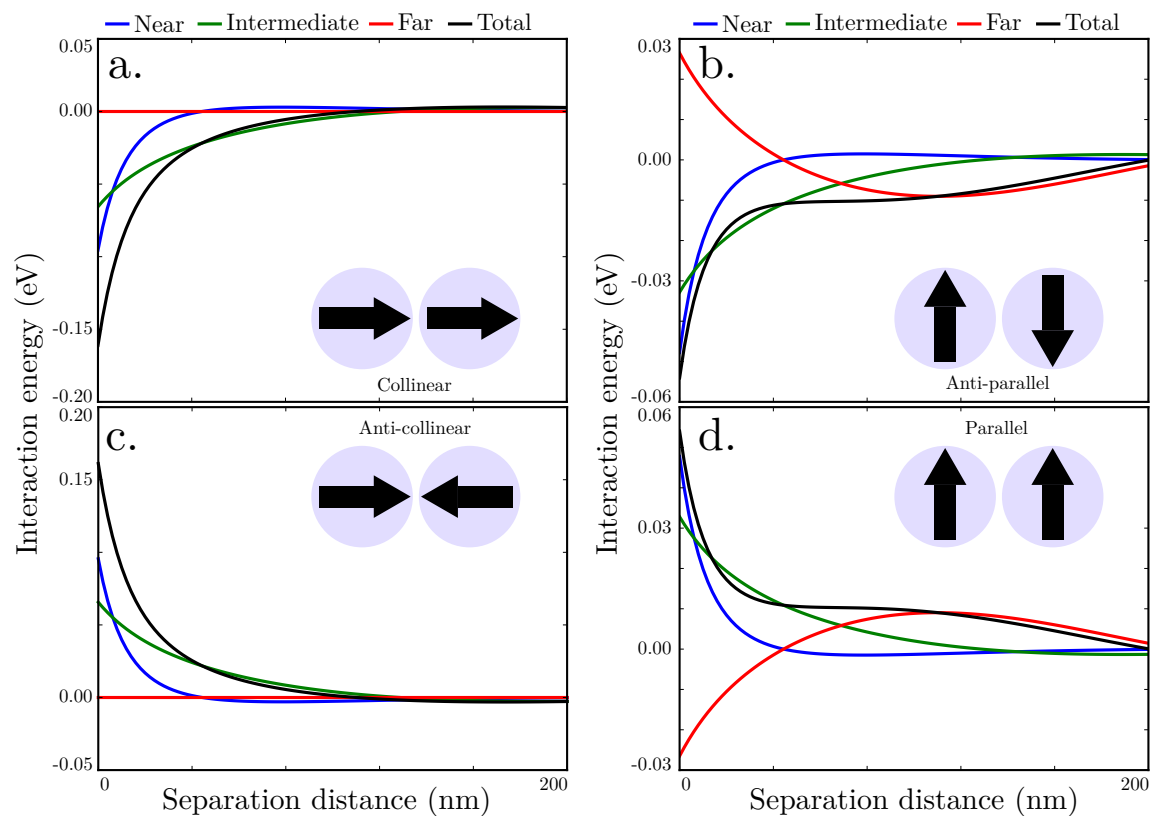 Near Intermediate Far Total
Near Intermediate Far Total
a.
0.05
0.00
-0.15
-0.20
Interaction energy (eV)
Collinear
b.
0.03
0.00
-0.03
-0.06
Interaction energy (eV)
Anti-parallel
c.
0.20
0.15
0.00
-0.05
Anti-collinear
0
200
Separation distance (nm)
d.
0.06
0.03
0.00
-0.03
Parallel
0
200
Separation distance (nm)